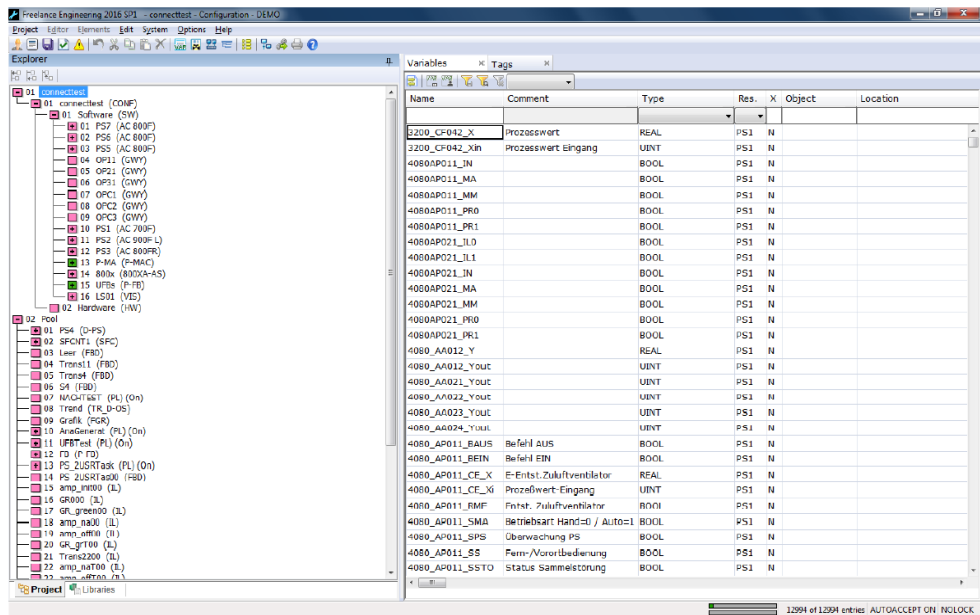 Freelance Engineering 2016 SP1 - connecttest - Configuration - DEMO
Project Editor Elements Edit System Options Help
Explorer
01 connecttest
01 connecttest (CONF)
01 Software (SW)
01 PS7 (AC 800F)
02 PS6 (AC 800F)
03 PS5 (AC 800F)
04 OP11 (GWY)
05 OP21 (GWY)
06 OP31 (GWY)
07 OPC1 (GWY)
08 OPC2 (GWY)
09 OPC3 (GWY)
10 PS1 (AC 700F)
11 PS2 (AC 900F L)
12 PS3 (AC 800FR)
13 P-MA (P-MAC)
14 800x (800XA-AS)
15 UFBs (P-FB)
16 LS01 (VIS)
02 Hardware (HW)
02 Pool
01 PS4 (D-PS)
02 SFCNT1 (SFC)
03 Leer (FBD)
04 Trans11 (FBD)
05 Trans4 (FBD)
06 S4 (FBD)
07 NACHTEST (PL) (On)
08 Trend (TR_D-OS)
09 Grafik (FGR)
10 AnaGenerat (PL) (On)
11 UFBTest (PL) (On)
12 FB (P-FB)
13 PS_2USRTask (PL) (On)
14 PS_2USRTas00 (FBD)
15 amp_init00 (IL)
16 GR000 (IL)
17 GR_green00 (IL)
18 amp_na00 (IL)
19 amp_off00 (IL)
20 GR_grT00 (IL)
21 Trans2200 (IL)
22 amp_naT00 (IL)
23 amp_offT00 (IL)
Project Libraries
Variables Tags
Name Comment Type Res. X Object Location
3200_CF042_X Prozesswert REAL PS1 N
3200_CF042_Xin Prozesswert Eingang UINT PS1 N
4080AP011_IN BOOL PS1 N
4080AP011_MA BOOL PS1 N
4080AP011_MM BOOL PS1 N
4080AP011_PR0 BOOL PS1 N
4080AP011_PR1 BOOL PS1 N
4080AP021_IL0 BOOL PS1 N
4080AP021_IL1 BOOL PS1 N
4080AP021_IN BOOL PS1 N
4080AP021_MA BOOL PS1 N
4080AP021_MM BOOL PS1 N
4080AP021_PR0 BOOL PS1 N
4080AP021_PR1 BOOL PS1 N
4080_AA012_Y REAL PS1 N
4080_AA012_Yout UINT PS1 N
4080_AA021_Yout UINT PS1 N
4080_AA022_Yout UINT PS1 N
4080_AA023_Yout UINT PS1 N
4080_AA024_Yout UINT PS1 N
4080_AP011_BAUS Befehl AUS BOOL PS1 N
4080_AP011_BEIN Befehl EIN BOOL PS1 N
4080_AP011_CE_X E-Entst.Zuluftventilator REAL PS1 N
4080_AP011_CE_Xi Prozeßwert-Eingang UINT PS1 N
4080_AP011_RMF Entst. Zuluftventilator BOOL PS1 N
4080_AP011_SMA Betriebsart Hand=0 / Auto=1 BOOL PS1 N
4080_AP011_SPS Überwachung PS BOOL PS1 N
4080_AP011_SS Fern-/Vorortbedienung BOOL PS1 N
4080_AP011_SSTO Status Sammelstörung BOOL PS1 N
12994 of 12994 entries AUTOACCEPT ON NOLOCK